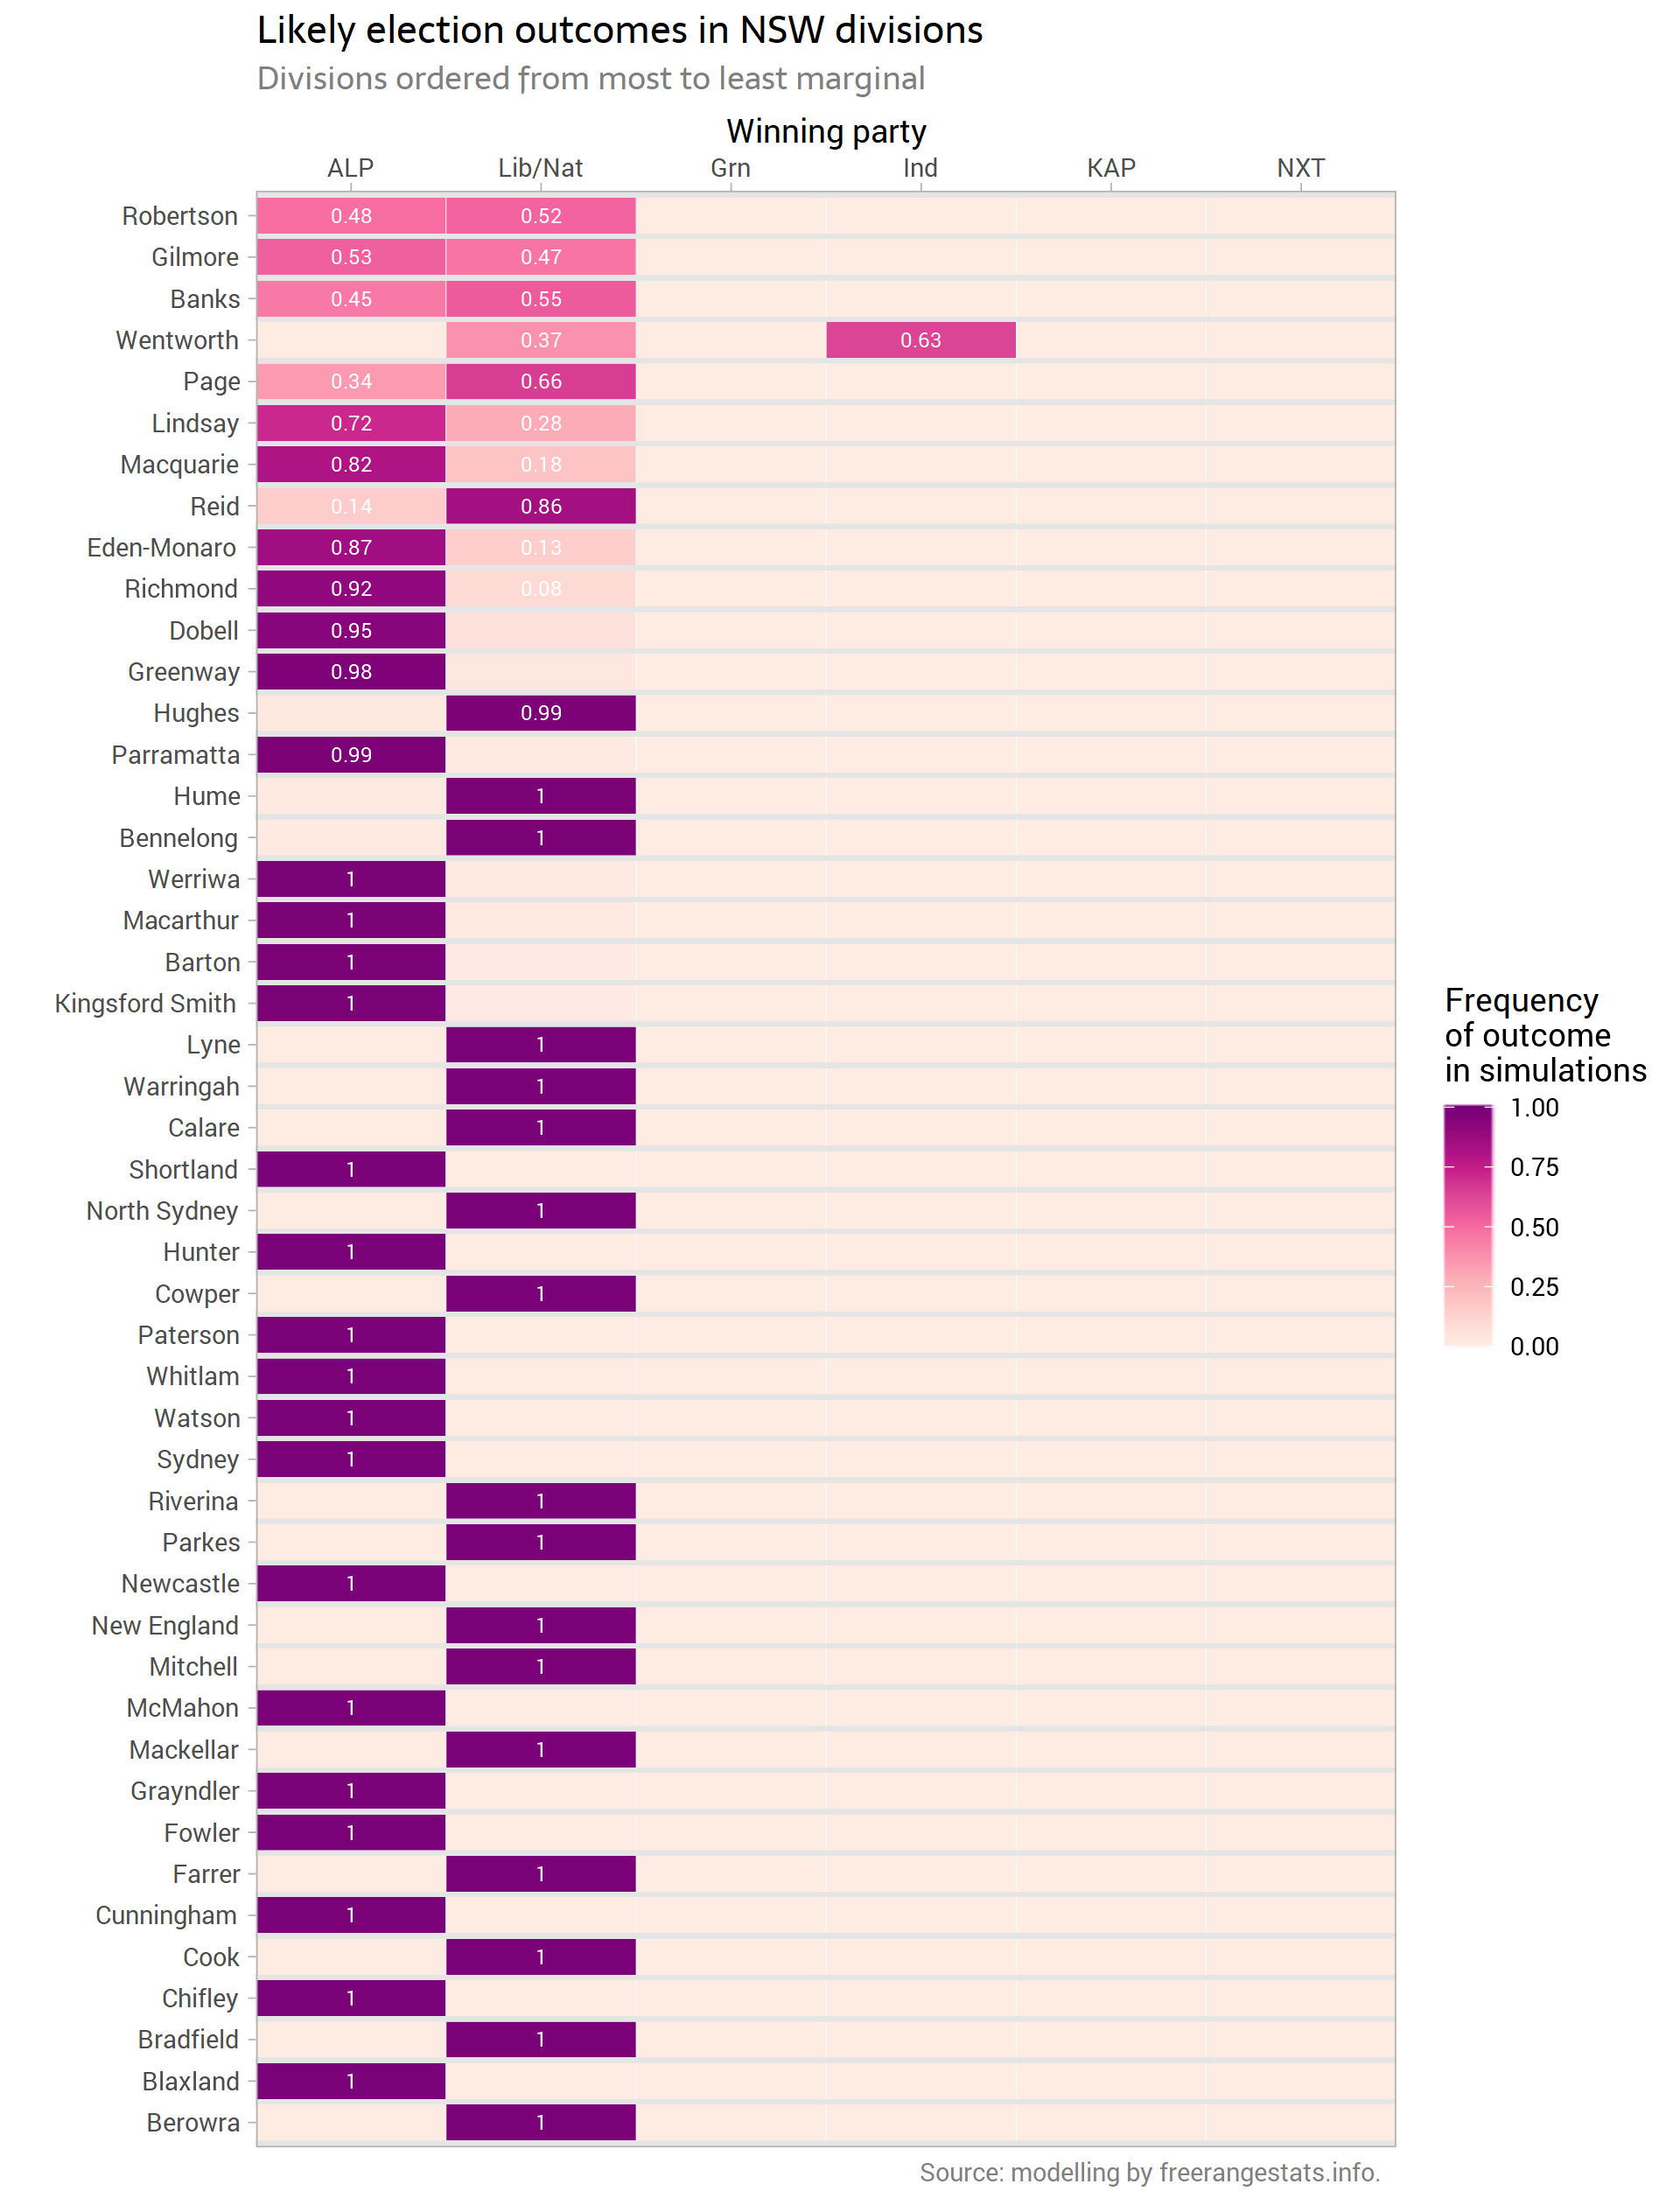 Likely election outcomes in NSW divisions
Divisions ordered from most to least marginal
Winning party
ALP Lib/Nat Grn Ind KAP NXT
Robertson 0.48 0.52
Gilmore 0.53 0.47
Banks 0.45 0.55
Wentworth 0.37 0.63
Page 0.34 0.66
Lindsay 0.72 0.28
Macquarie 0.82 0.18
Reid 0.14 0.86
Eden-Monaro 0.87 0.13
Richmond 0.92 0.08
Dobell 0.95
Greenway 0.98
Hughes 0.99
Parramatta 0.99
Hume 1
Bennelong 1
Werriwa 1
Macarthur 1
Barton 1
Kingsford Smith 1
Lyne 1
Warringah 1
Calare 1
Shortland 1
North Sydney 1
Hunter 1
Cowper 1
Paterson 1
Whitlam 1
Watson 1
Sydney 1
Riverina 1
Parkes 1
Newcastle 1
New England 1
Mitchell 1
McMahon 1
Mackellar 1
Grayndler 1
Fowler 1
Farrer 1
Cunningham 1
Cook 1
Chifley 1
Bradfield 1
Blaxland 1
Berowra 1
Frequency
of outcome
in simulations
1.00
0.75
0.50
0.25
0.00
Source: modelling by freerangestats.info.